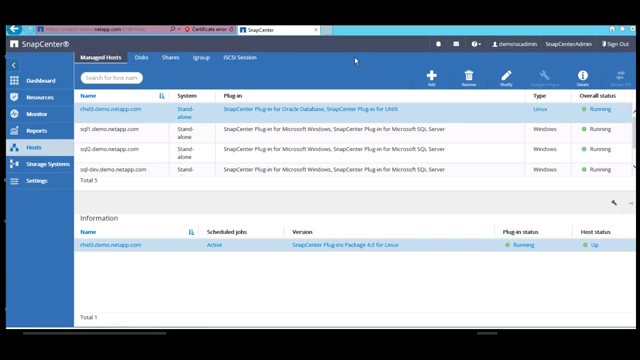 Certificate error
SnapCenter
SnapCenter®
demo\scadmin
SnapCenterAdmin
Sign Out
Managed Hosts
Disks
Shares
Igroup
iSCSI Session
Dashboard
Resources
Monitor
Reports
Hosts
Storage Systems
Settings
Search for host name
Add
Remove
Modify
Details
Name
System
Plug-in
Type
Overall status
rhel3.demo.netapp.com
Stand-alone
SnapCenter Plug-in for Oracle Database, SnapCenter Plug-in for UNIX
Linux
Running
sql1.demo.netapp.com
Stand-alone
SnapCenter Plug-in for Microsoft Windows, SnapCenter Plug-in for Microsoft SQL Server
Windows
Running
sql2.demo.netapp.com
Stand-alone
SnapCenter Plug-in for Microsoft Windows, SnapCenter Plug-in for Microsoft SQL Server
Windows
Running
sql-dev.demo.netapp.com
Stand-
SnapCenter Plug-in for Microsoft Windows, SnapCenter Plug-in for Microsoft SQL Server
Windows
Running
Total 5
Information
Name
Scheduled jobs
Version
Plug-in status
Host status
rhel3.demo.netapp.com
Active
SnapCenter Plug-ins Package 4.0 for Linux
Running
Up
Total 1